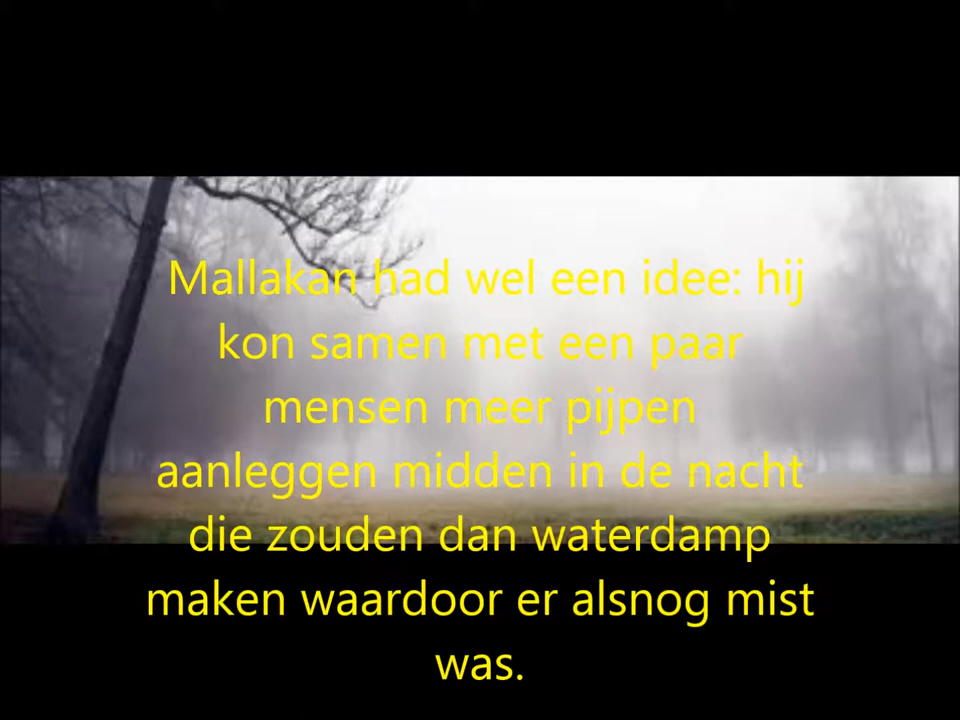 Mallakan had wel een idee: hij
kon samen met een paar
mensen meer pijpen
aanleggen midden in de nacht
die zouden dan waterdamp
maken waardoor er alsnog mist
was.